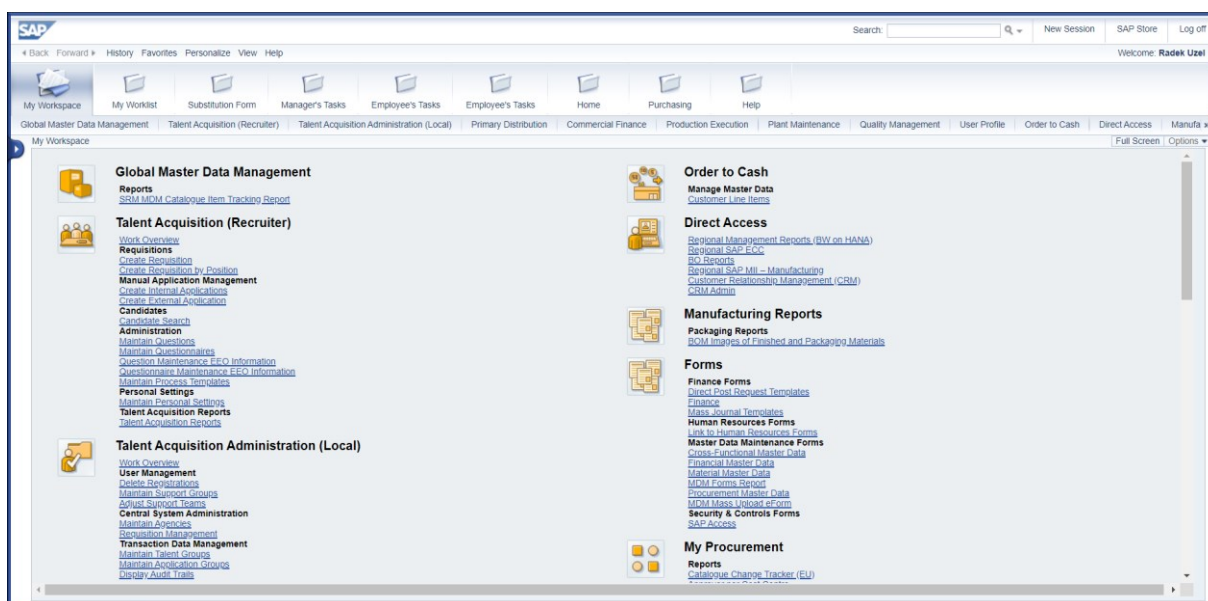 SAP
Search:
New Session SAP Store Log off
Back Forward History Favorites Personalize View Help
Welcome: Radek Uzel
My Workspace My Worklist Substitution Form Manager's Tasks Employee's Tasks Employee's Tasks Home Purchasing Help
Global Master Data Management Talent Acquisition (Recruiter) Talent Acquisition Administration (Local) Primary Distribution Commercial Finance Production Execution Plant Maintenance Quality Management User Profile Order to Cash Direct Access Manufa
My Workspace
Full Screen Options
Global Master Data Management
Reports
SRM MDM Catalogue Item Tracking Report
Talent Acquisition (Recruiter)
Work Overview
Requisitions
Create Requisition
Create Requisition by Position
Manual Application Management
Create Internal Applications
Create External Application
Candidates
Candidate Search
Administration
Maintain Questions
Maintain Questionnaires
Question Maintenance EEO Information
Questionnaire Maintenance EEO Information
Maintain Process Templates
Personal Settings
Maintain Personal Settings
Talent Acquisition Reports
Talent Acquisition Reports
Talent Acquisition Administration (Local)
Work Overview
User Management
Delete Registrations
Maintain Support Groups
Adjust Support Teams
Central System Administration
Maintain Agencies
Requisition Management
Transaction Data Management
Maintain Talent Groups
Maintain Application Groups
Display Audit Trails
Order to Cash
Manage Master Data
Customer Line Items
Direct Access
Regional Management Reports (BW on HANA)
Regional SAP ECC
BO Reports
Regional SAP MII – Manufacturing
Customer Relationship Management (CRM)
CRM Admin
Manufacturing Reports
Packaging Reports
BOM Images of Finished and Packaging Materials
Forms
Finance Forms
Direct Post Request Templates
Finance
Mass Journal Templates
Human Resources Forms
Link to Human Resources Forms
Master Data Maintenance Forms
Cross-Functional Master Data
Financial Master Data
Material Master Data
MDM Forms Report
Procurement Master Data
MDM Mass Upload eForm
Security & Controls Forms
SAP Access
My Procurement
Reports
Catalogue Change Tracker (EU)